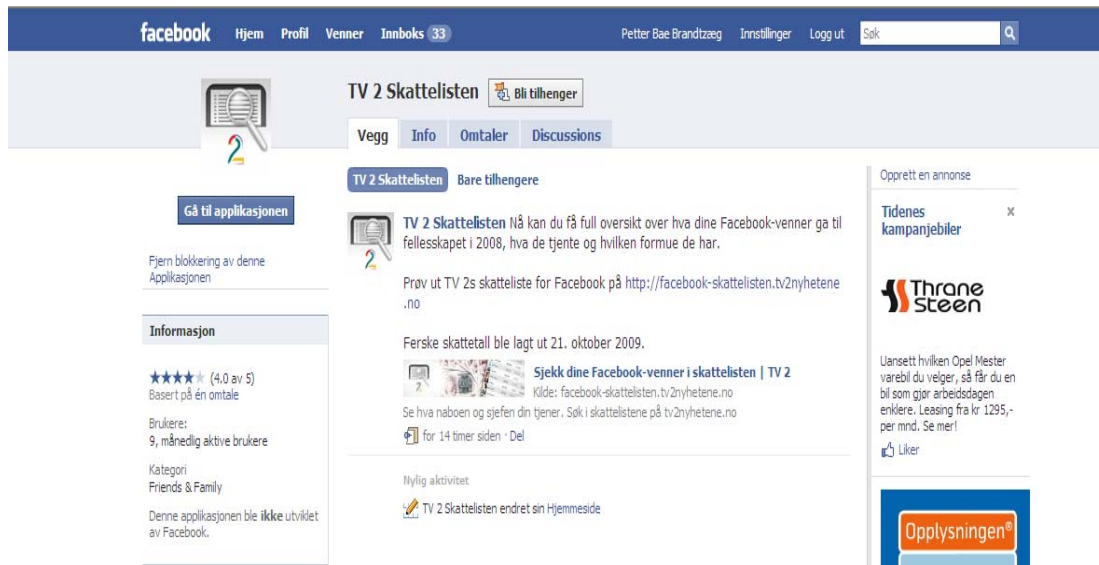 facebook Hjem Profil Venner Innboks 33 Petter Bae Brandtzæg Innstillinger Logg ut Søk
TV 2 Skattelisten Bli tilhenger
Vegg Info Omtaler Discussions
2
Gå til applikasjonen
Fjern blokkering av denne
Applikasjonen
Informasjon
(4.0 av 5)
Basert på én omtale
Brukere:
9, månedlig aktive brukere
Kategori
Friends & Family
Denne applikasjonen ble ikke utviklet
av Facebook.
TV 2 Skattelisten Bare tilhengere
2
TV 2 Skattelisten Nå kan du få full oversikt over hva dine Facebook-venner ga til
fellesskapet i 2008, hva de tjente og hvilken formue de har.
Prøv ut TV 2s skatteliste for Facebook på http://facebook-skattelisten.tv2nyhetene
.no
Ferske skattetall ble lagt ut 21. oktober 2009.
2
Sjekk dine Facebook-venner i skattelisten | TV 2
Kilde: facebook-skattelisten.tv2nyhetene.no
Se hva naboen og sjefen din tjener. Søk i skattelistene på tv2nyhetene.no
for 14 timer siden · Del
Nylig aktivitet
TV 2 Skattelisten endret sin Hjemmeside
Opprett en annonse
Tidenes x
kampanjebiler
Thrane
Steen
Uansett hvilken Opel Mester
varebil du velger, så får du en
bil som gjør arbeidsdagen
enklere. Leasing fra kr 1295,-
per mnd. Se mer!
Liker
Opplysningen®